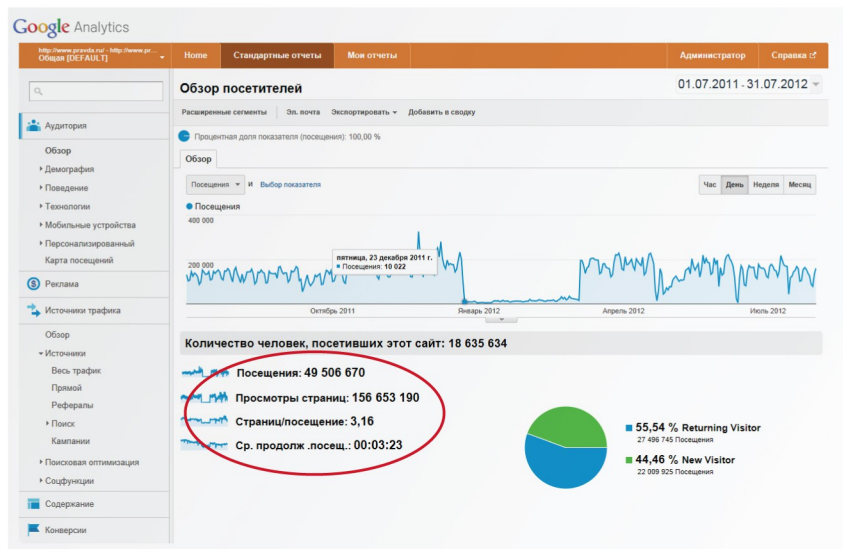 Google Analytics
http://www.pravda.ru/ - http://www.pr...
Общая [DEFAULT]
Home Стандартные отчеты Мои отчеты Администратор Справка
Обзор посетителей 01.07.2011 - 31.07.2012
Расширенные сегменты Эл. почта Экспортировать Добавить в сводку
Процентная доля показателя (посещения): 100,00 %
Аудитория
Обзор
Демография
Поведение
Технологии
Мобильные устройства
Персонализированный
Карта посещений
Реклама
Источники трафика
Обзор
Источники
Весь трафик
Прямой
Рефералы
Поиск
Кампании
Поисковая оптимизация
Соцфункции
Содержание
Конверсии
Обзор
Посещения и Выбор показателя Час День Неделя Месяц
Посещения
400 000
200 000
пятница, 23 декабря 2011 г.
Посещения: 10 022
Октябрь 2011 Январь 2012 Апрель 2012 Июль 2012
Количество человек, посетивших этот сайт: 18 635 634
Посещения: 49 506 670
Просмотры страниц: 156 653 190
Страниц/посещение: 3,16
Ср. продолж .посещ.: 00:03:23
55,54 % Returning Visitor
27 496 745 Посещения
44,46 % New Visitor
22 009 925 Посещения